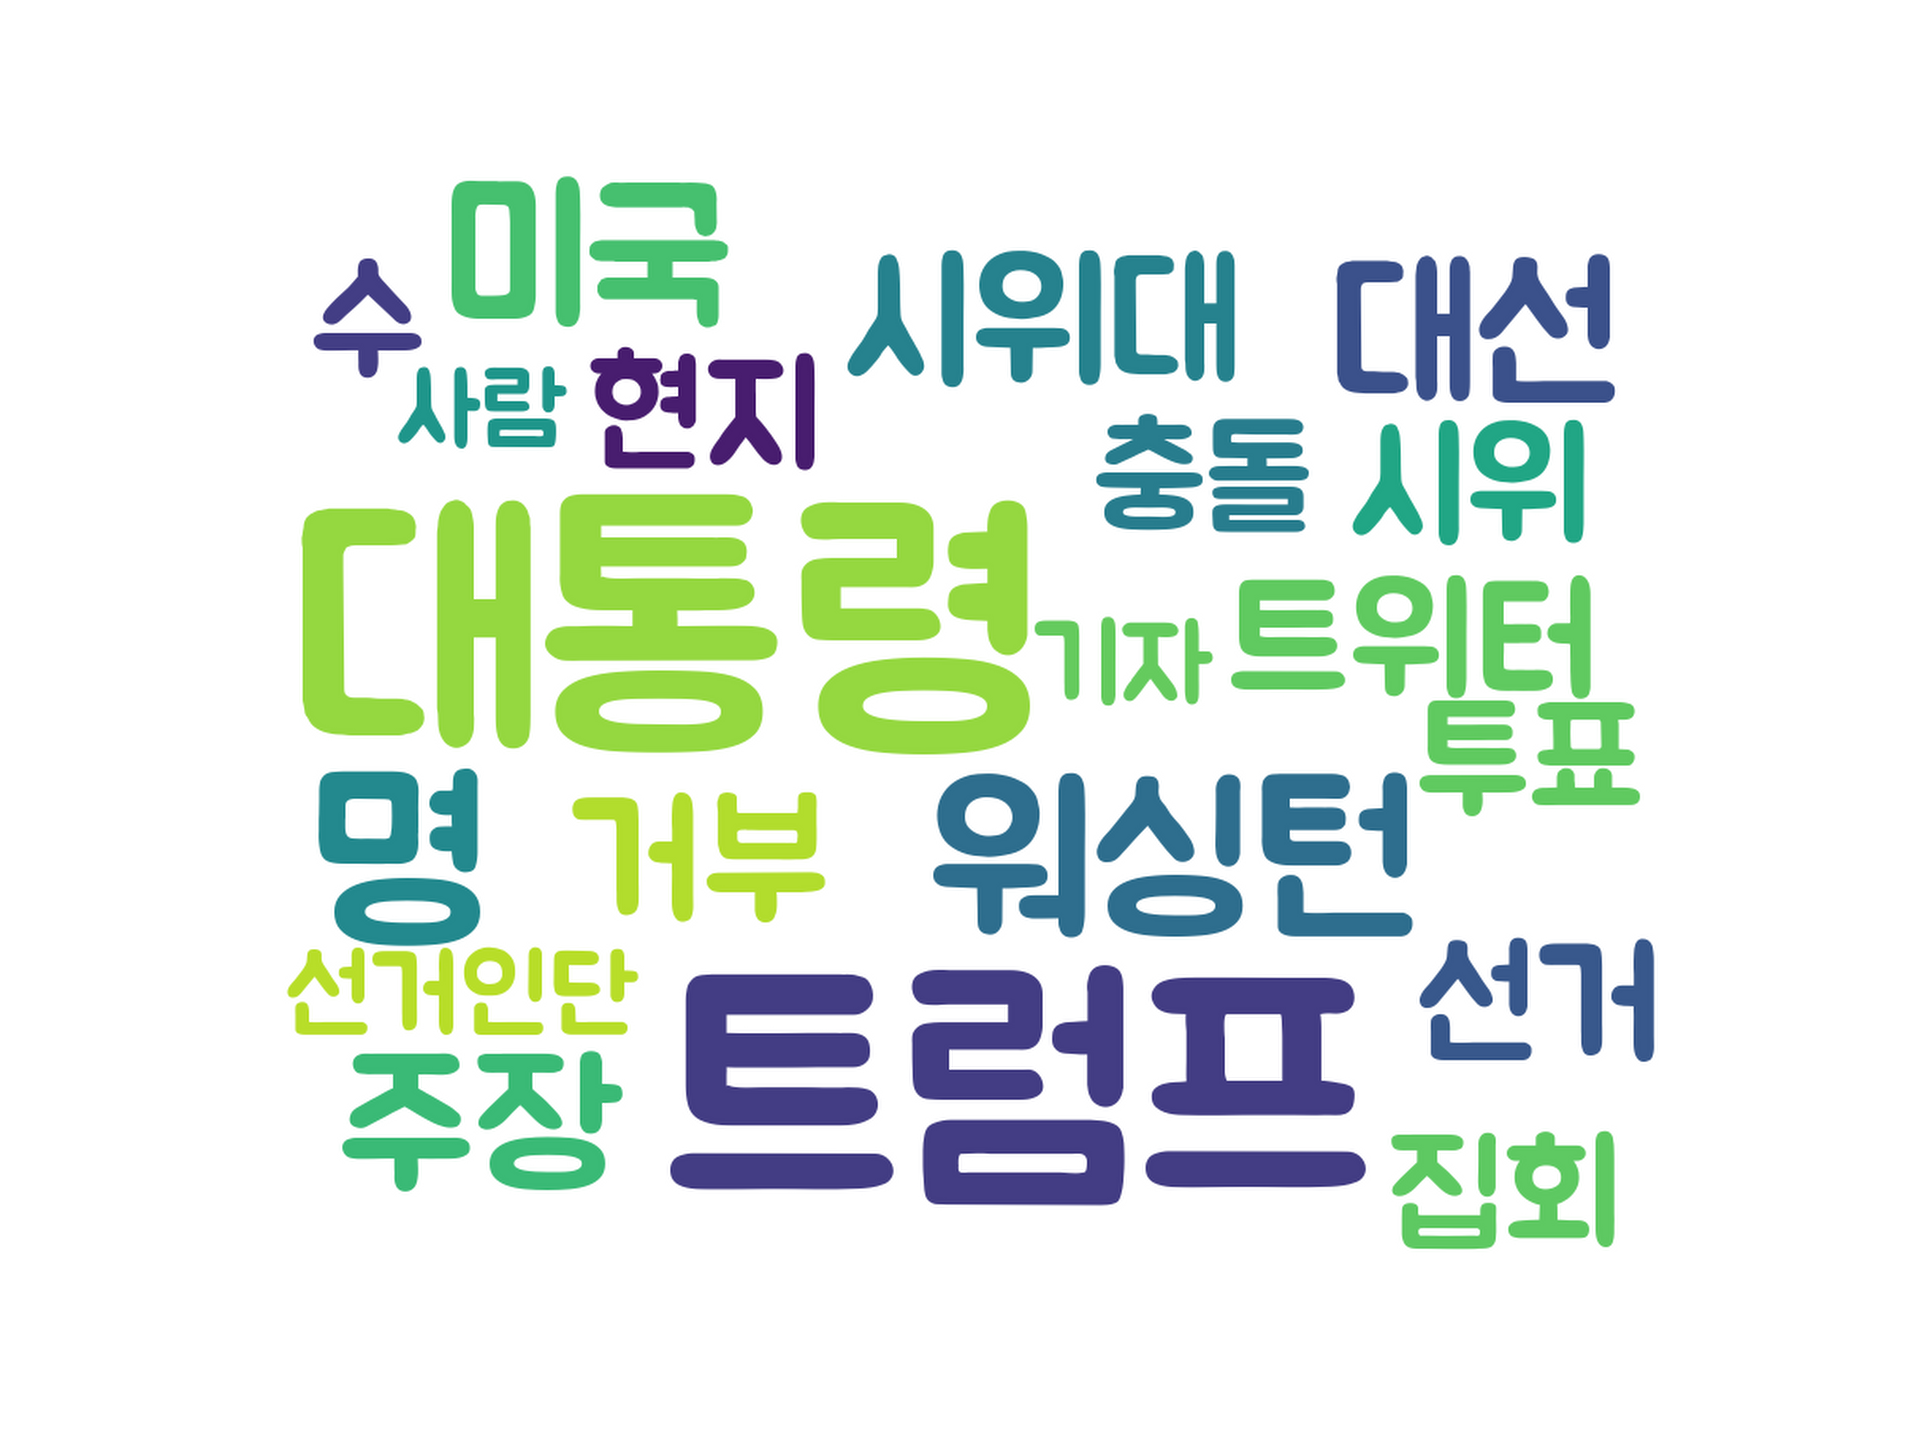 미국
수
시위대
대선
사람
현지
충돌
시위
대통령
기자
트위터
투표
명
거부
워싱턴
선거인단
트럼프
선거
주장
집회